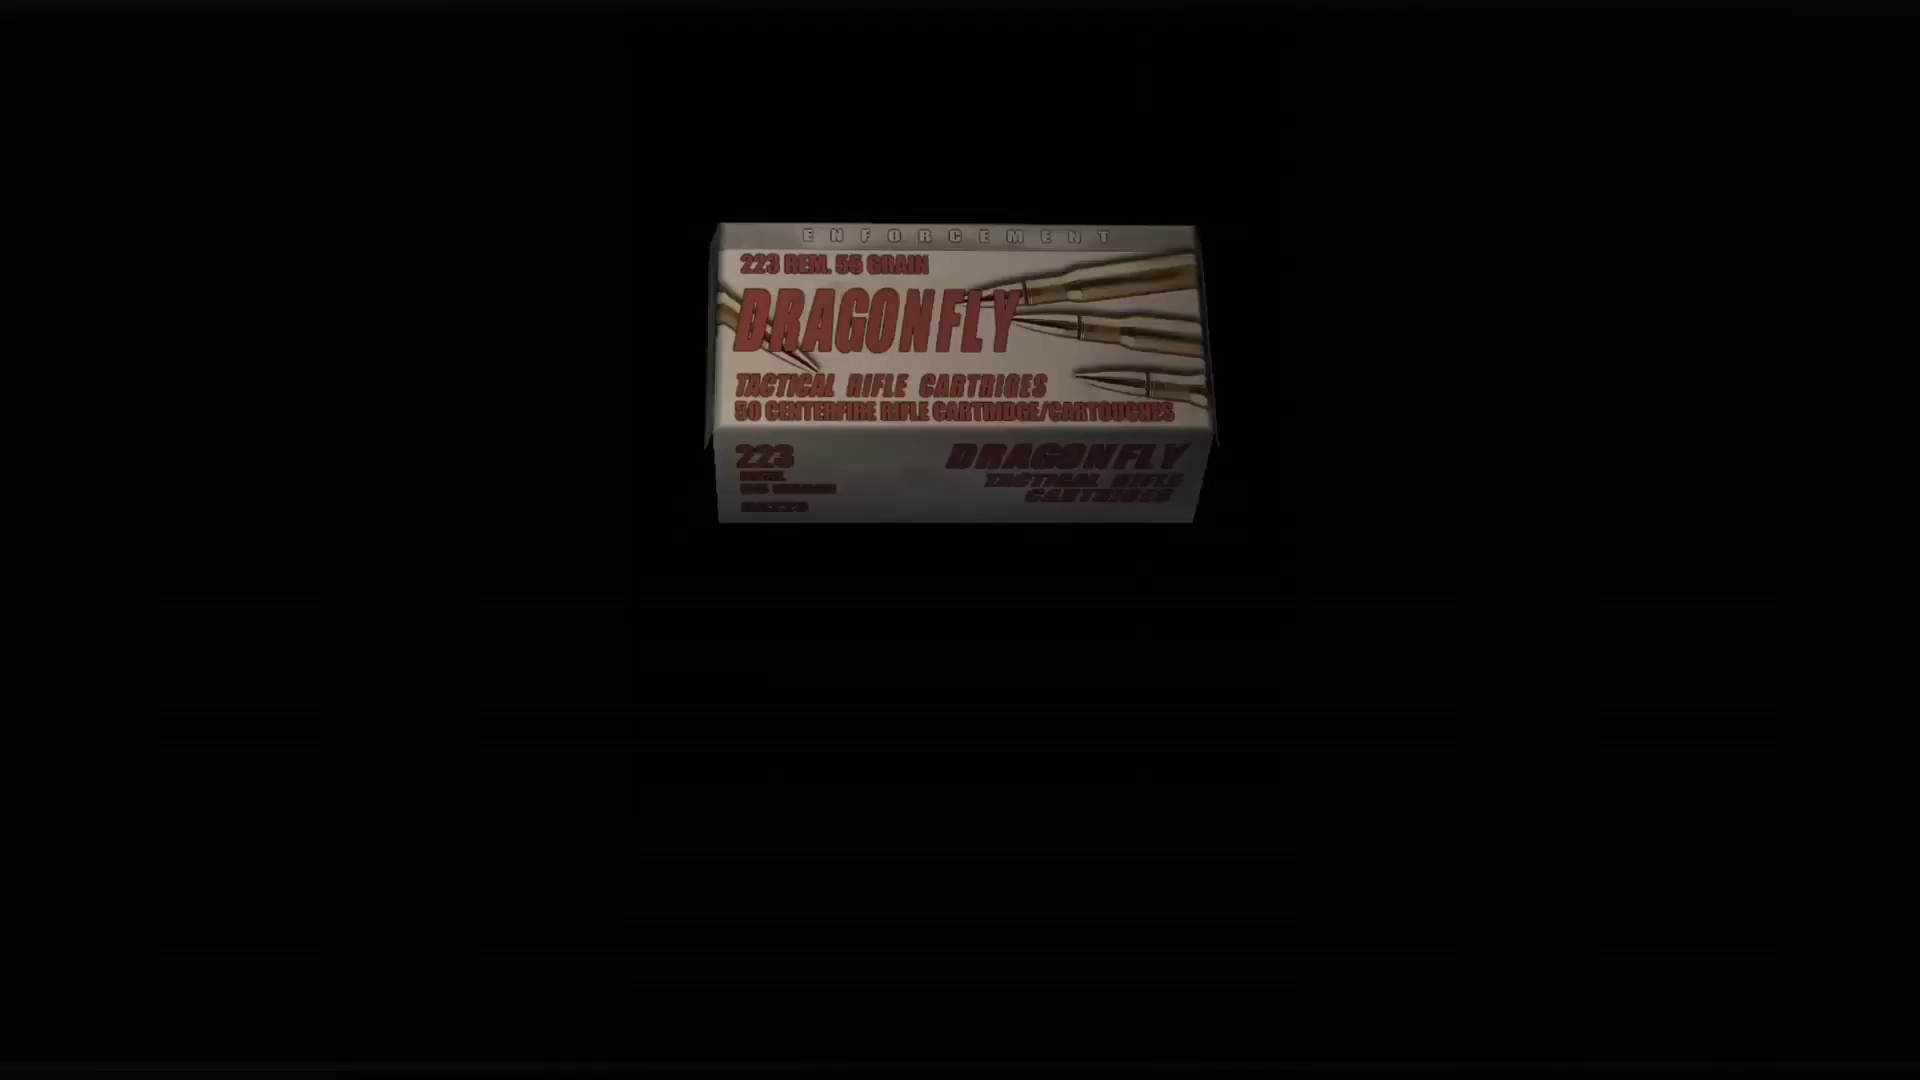 ENFORCEMENT
223 REM. 55 GRAIN
DRAGONFLY
TACTICAL RIFLE CARTRIGES
50 CENTERFIRE RIFLE CARTRIDGE/CARTOUCHES
223
DRAGONFLY
TACTICAL RIFLE
CARTRIGES